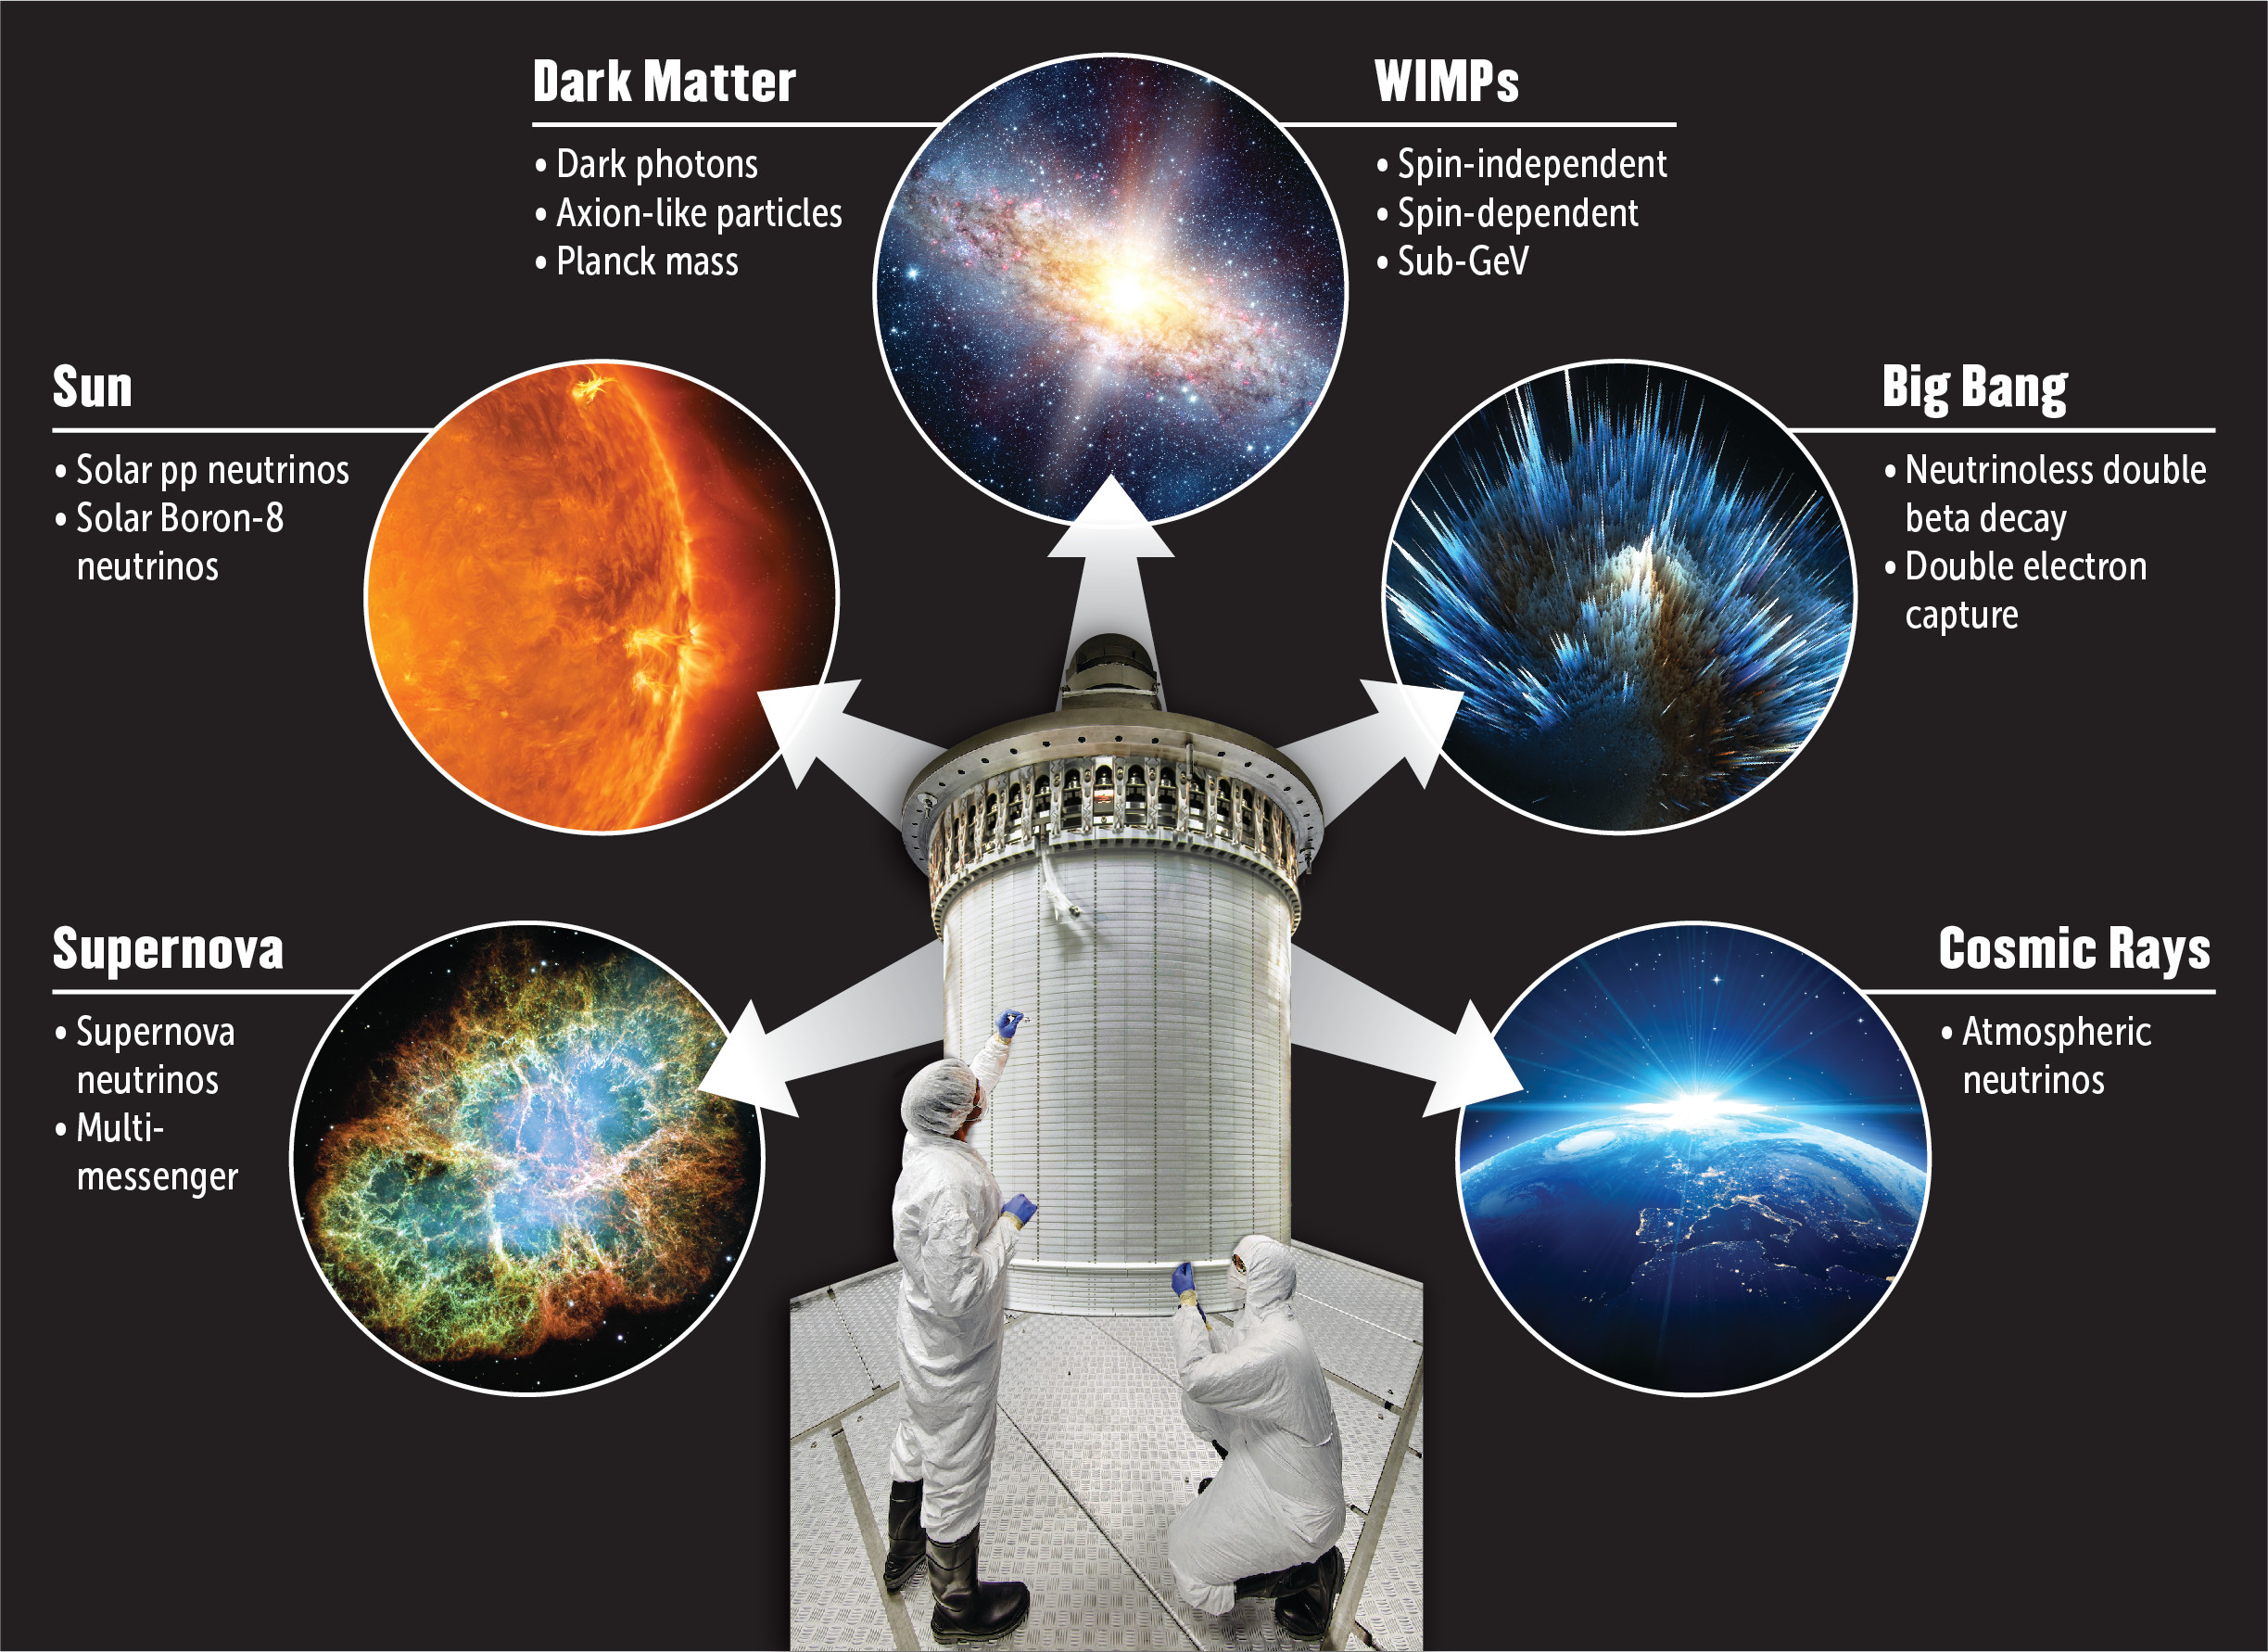 Dark Matter
• Dark photons
• Axion-like particles
• Planck mass
WIMPs
• Spin-independent
• Spin-dependent
• Sub-GeV
Sun
• Solar pp neutrinos
• Solar Boron-8
neutrinos
Big Bang
• Neutrinoless double
beta decay
• Double electron
capture
Supernova
• Supernova
neutrinos
• Multi-
messenger
Cosmic Rays
• Atmospheric
neutrinos